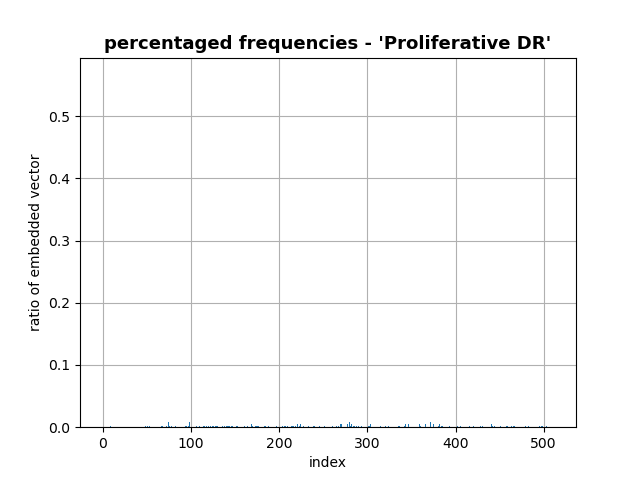 percentaged frequencies - 'Proliferative DR'
ratio of embedded vector
0.5
0.4
0.3
0.2
0.1
0.0
0 100 200 300 400 500
index